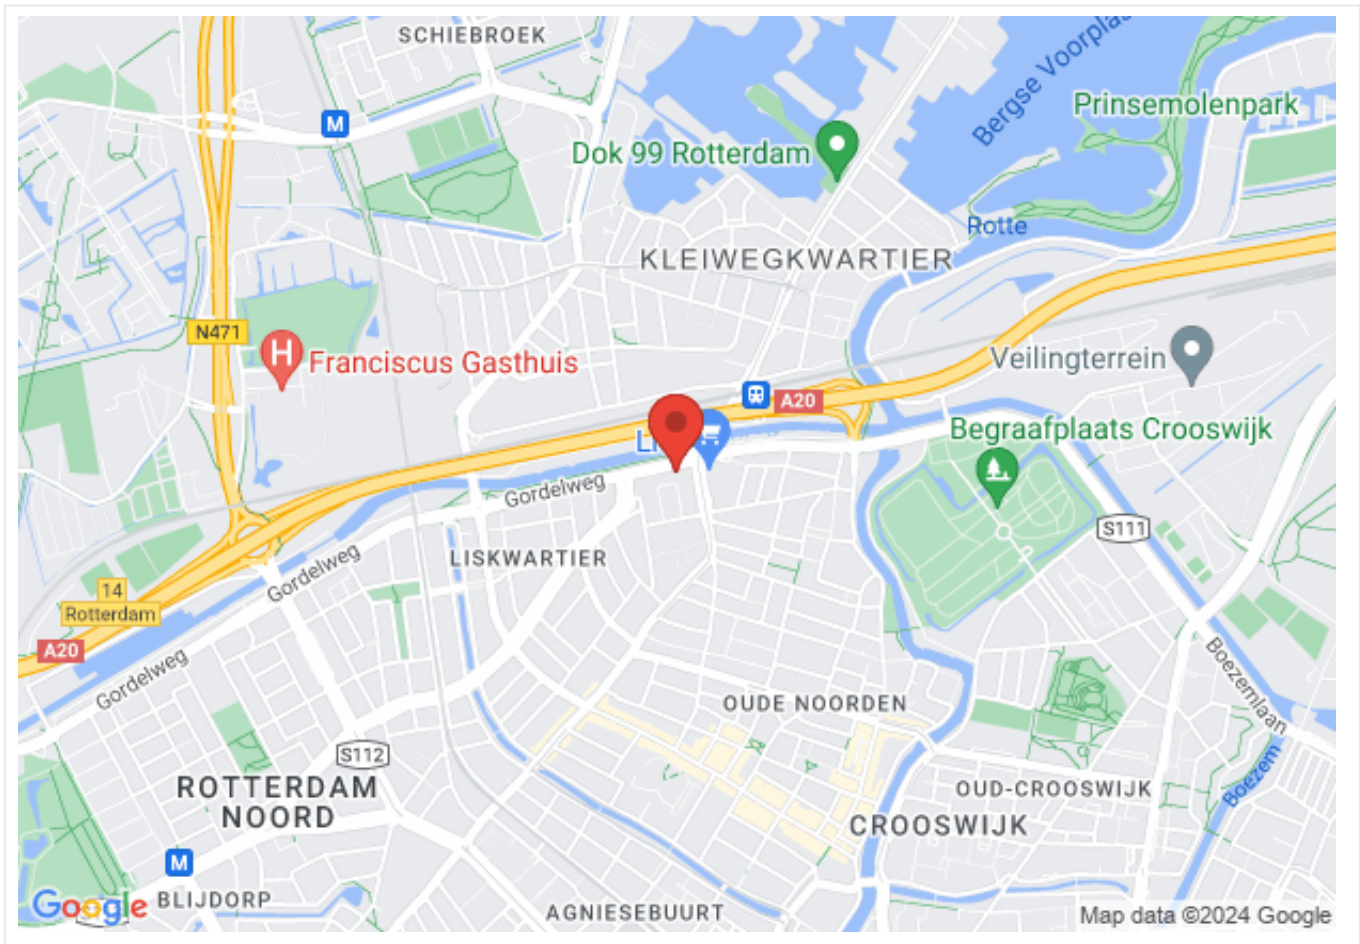 SCHIEBROEK
Bergse Voorplas
Prinsemolenpark
M
Dok 99 Rotterdam
Rotte
KLEIWEGKWARTIER
N471
H
Franciscus Gasthuis
Veilingterrein
A20
Begraafplaats Crooswijk
Gordelweg
S111
LISKWARTIER
Gordelweg
14
Rotterdam
A20
Gordelweg
Boezemlaan
OUDE NOORDEN
S112
ROTTERDAM
NOORD
Boezem
OUD-CROOSWIJK
CROOSWIJK
M
BLIJDORP
Google
AGNIESEBUURT
Map data ©2024 Google